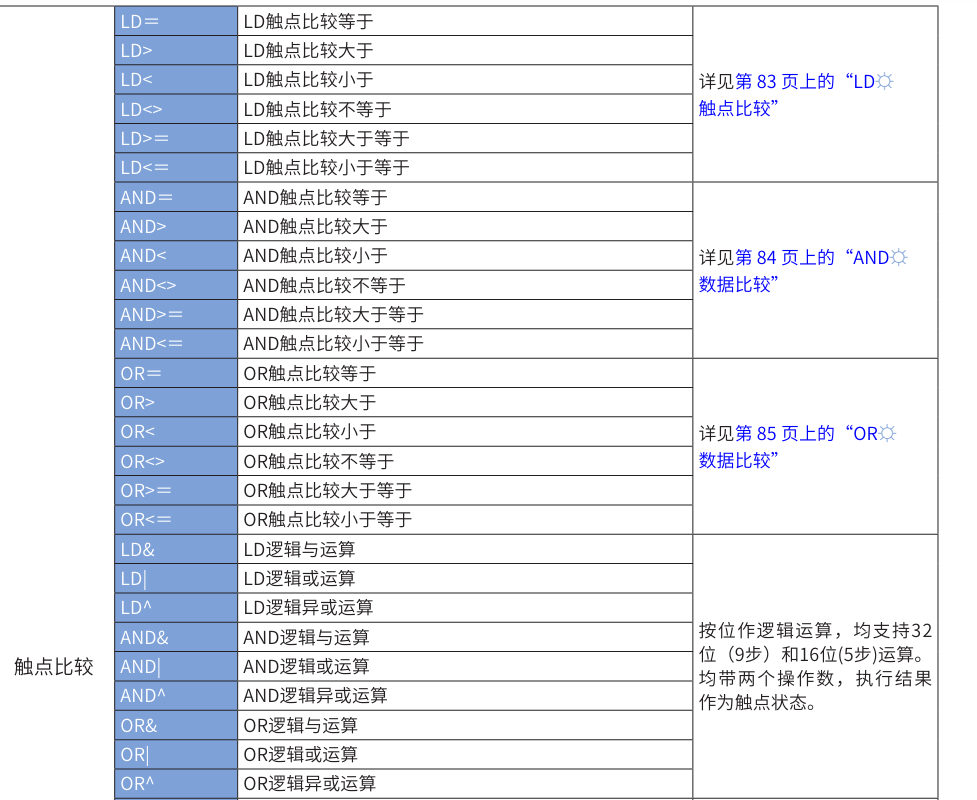 LD＝ LD触点比较等于
LD> LD触点比较大于
LD< LD触点比较小于
LD<> LD触点比较不等于
LD>＝ LD触点比较大于等于
LD<＝ LD触点比较小于等于
详见第 83 页上的“LD☼
触点比较”
AND＝ AND触点比较等于
AND> AND触点比较大于
AND< AND触点比较小于
AND<> AND触点比较不等于
AND>＝ AND触点比较大于等于
AND<＝ AND触点比较小于等于
详见第 84 页上的“AND☼
数据比较”
OR＝ OR触点比较等于
OR> OR触点比较大于
OR< OR触点比较小于
OR<> OR触点比较不等于
OR>＝ OR触点比较大于等于
OR<＝ OR触点比较小于等于
详见第 85 页上的“OR☼
数据比较”
触点比较
LD& LD逻辑与运算
LD| LD逻辑或运算
LD^ LD逻辑异或运算
AND& AND逻辑与运算
AND| AND逻辑或运算
AND^ AND逻辑异或运算
OR& OR逻辑与运算
OR| OR逻辑或运算
OR^ OR逻辑异或运算
按位作逻辑运算，均支持32
位（9步）和16位(5步)运算。
均带两个操作数，执行结果
作为触点状态。